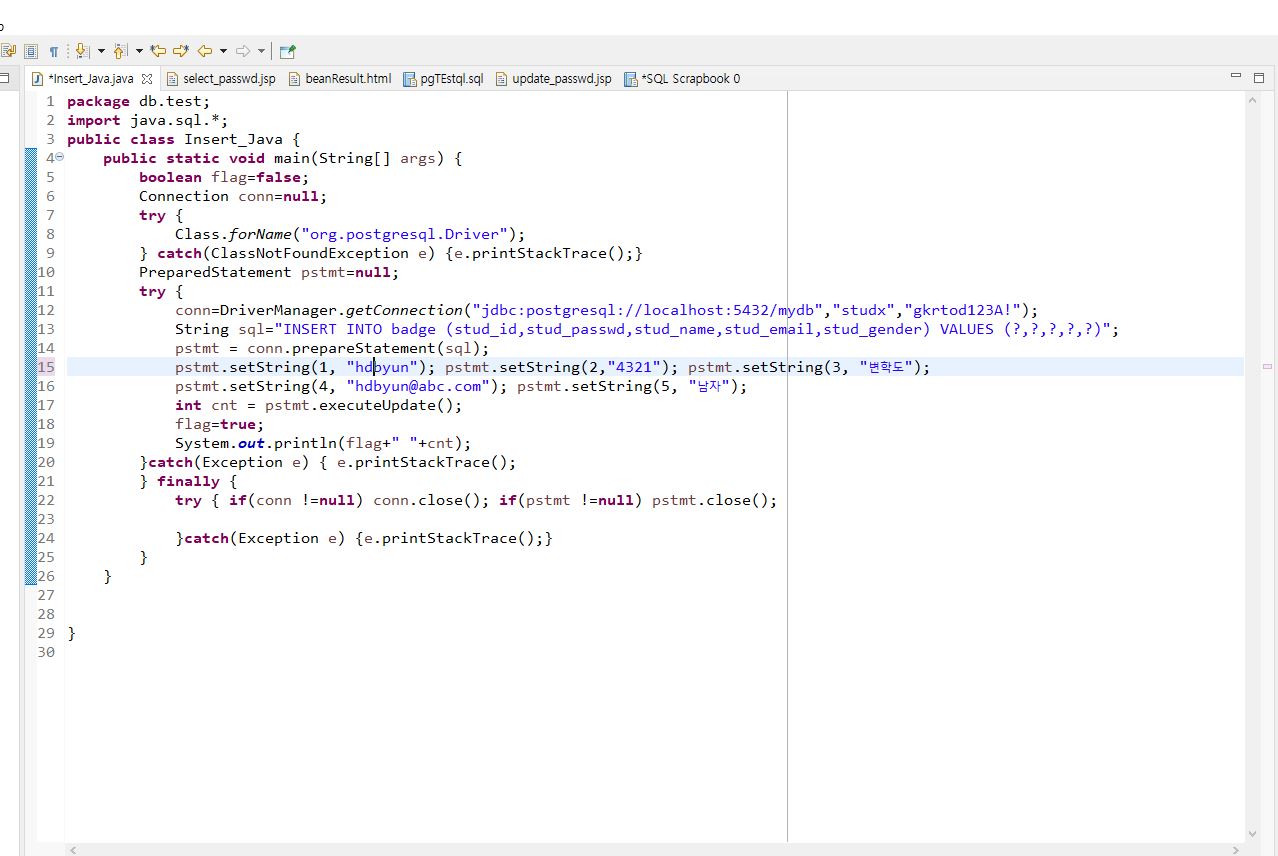 *Insert_Java.java select_passwd.jsp beanResult.html pgTEstql.sql update_passwd.jsp *SQL Scrapbook 0
1 package db.test;
2 import java.sql.*;
3 public class Insert_Java {
4 public static void main(String[] args) {
5 boolean flag=false;
6 Connection conn=null;
7 try {
8 Class.forName("org.postgresql.Driver");
9 } catch(ClassNotFoundException e) {e.printStackTrace();}
10 PreparedStatement pstmt=null;
11 try {
12 conn=DriverManager.getConnection("jdbc:postgresql://localhost:5432/mydb","studx","gkrtod123A!");
13 String sql="INSERT INTO badge (stud_id,stud_passwd,stud_name,stud_email,stud_gender) VALUES (?,?,?,?,?)";
14 pstmt = conn.prepareStatement(sql);
15 pstmt.setString(1, "hdbyun"); pstmt.setString(2,"4321"); pstmt.setString(3, "변학도");
16 pstmt.setString(4, "hdbyun@abc.com"); pstmt.setString(5, "남자");
17 int cnt = pstmt.executeUpdate();
18 flag=true;
19 System.out.println(flag+" "+cnt);
20 }catch(Exception e) { e.printStackTrace();
21 } finally {
22 try { if(conn !=null) conn.close(); if(pstmt !=null) pstmt.close();
23
24 }catch(Exception e) {e.printStackTrace();}
25 }
26 }
27
28
29 }
30